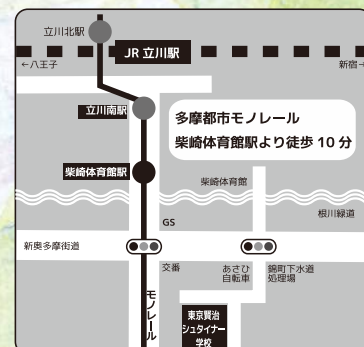 立川北駅
JR 立川駅
←八王子
新宿→
立川南駅
多摩都市モノレール
柴崎体育館駅より徒歩 10 分
柴崎体育館駅
柴崎体育館
根川緑道
GS
新奥多摩街道
交番
あさひ
自転車
錦町下水道
処理場
モノレール
東京賢治
シュタイナー
学校